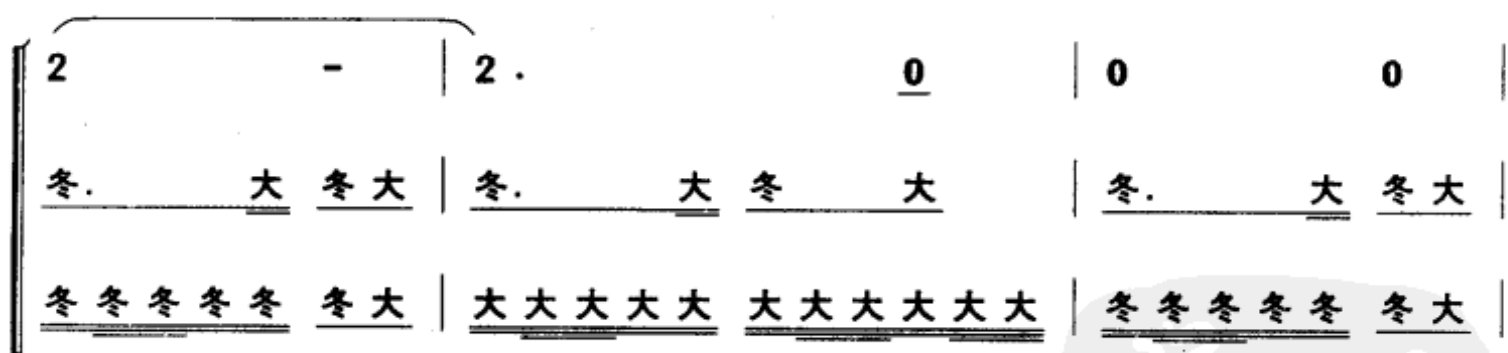 2 - | 2 . 0 | 0 0 |
冬. 大 冬 大 | 冬. 大 冬 大 | 冬. 大 冬 大 |
冬 冬 冬 冬 冬 冬 大 | 大 大 大 大 大 大 大 大 大 大 大 | 冬 冬 冬 冬 冬 冬 大 |